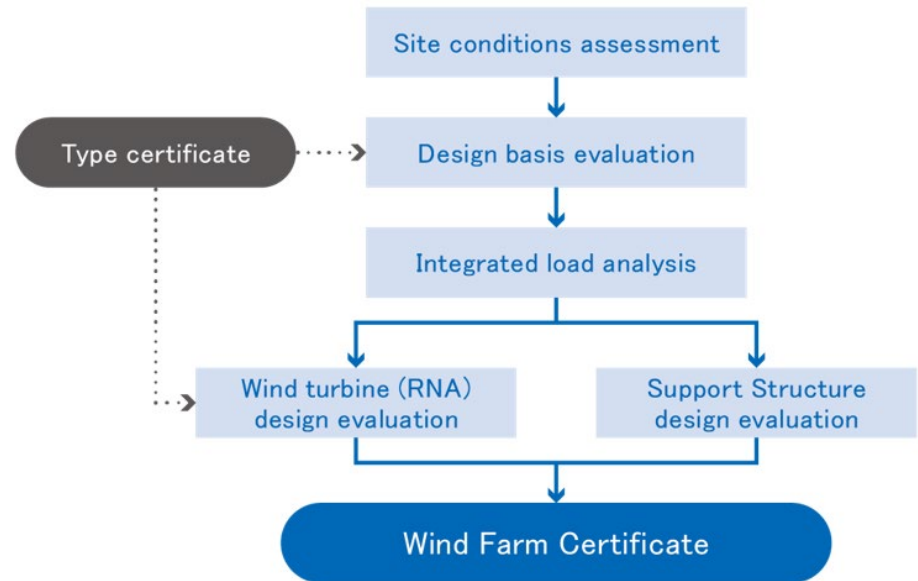 Site conditions assessment
Type certificate
Design basis evaluation
Integrated load analysis
Wind turbine (RNA)
design evaluation
Support Structure
design evaluation
Wind Farm Certificate